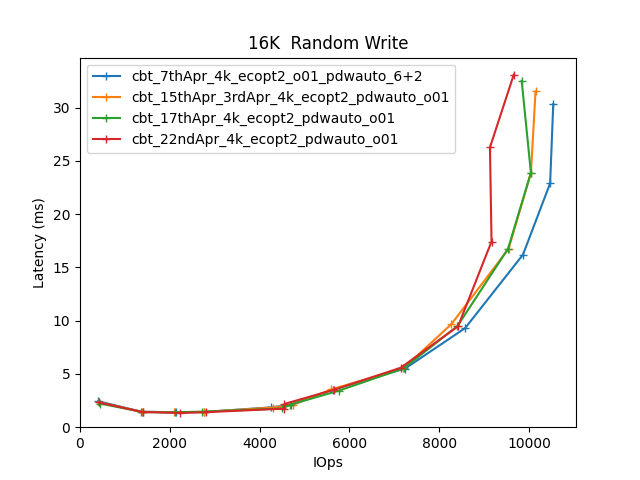 16K  Random Write
cbt_7thApr_4k_ecopt2_o01_pdwauto_6+2
cbt_15thApr_3rdApr_4k_ecopt2_pdwauto_o01
cbt_17thApr_4k_ecopt2_pdwauto_o01
cbt_22ndApr_4k_ecopt2_pdwauto_o01
Latency (ms)
30
25
20
15
10
5
0
0 2000 4000 6000 8000 10000
IOps